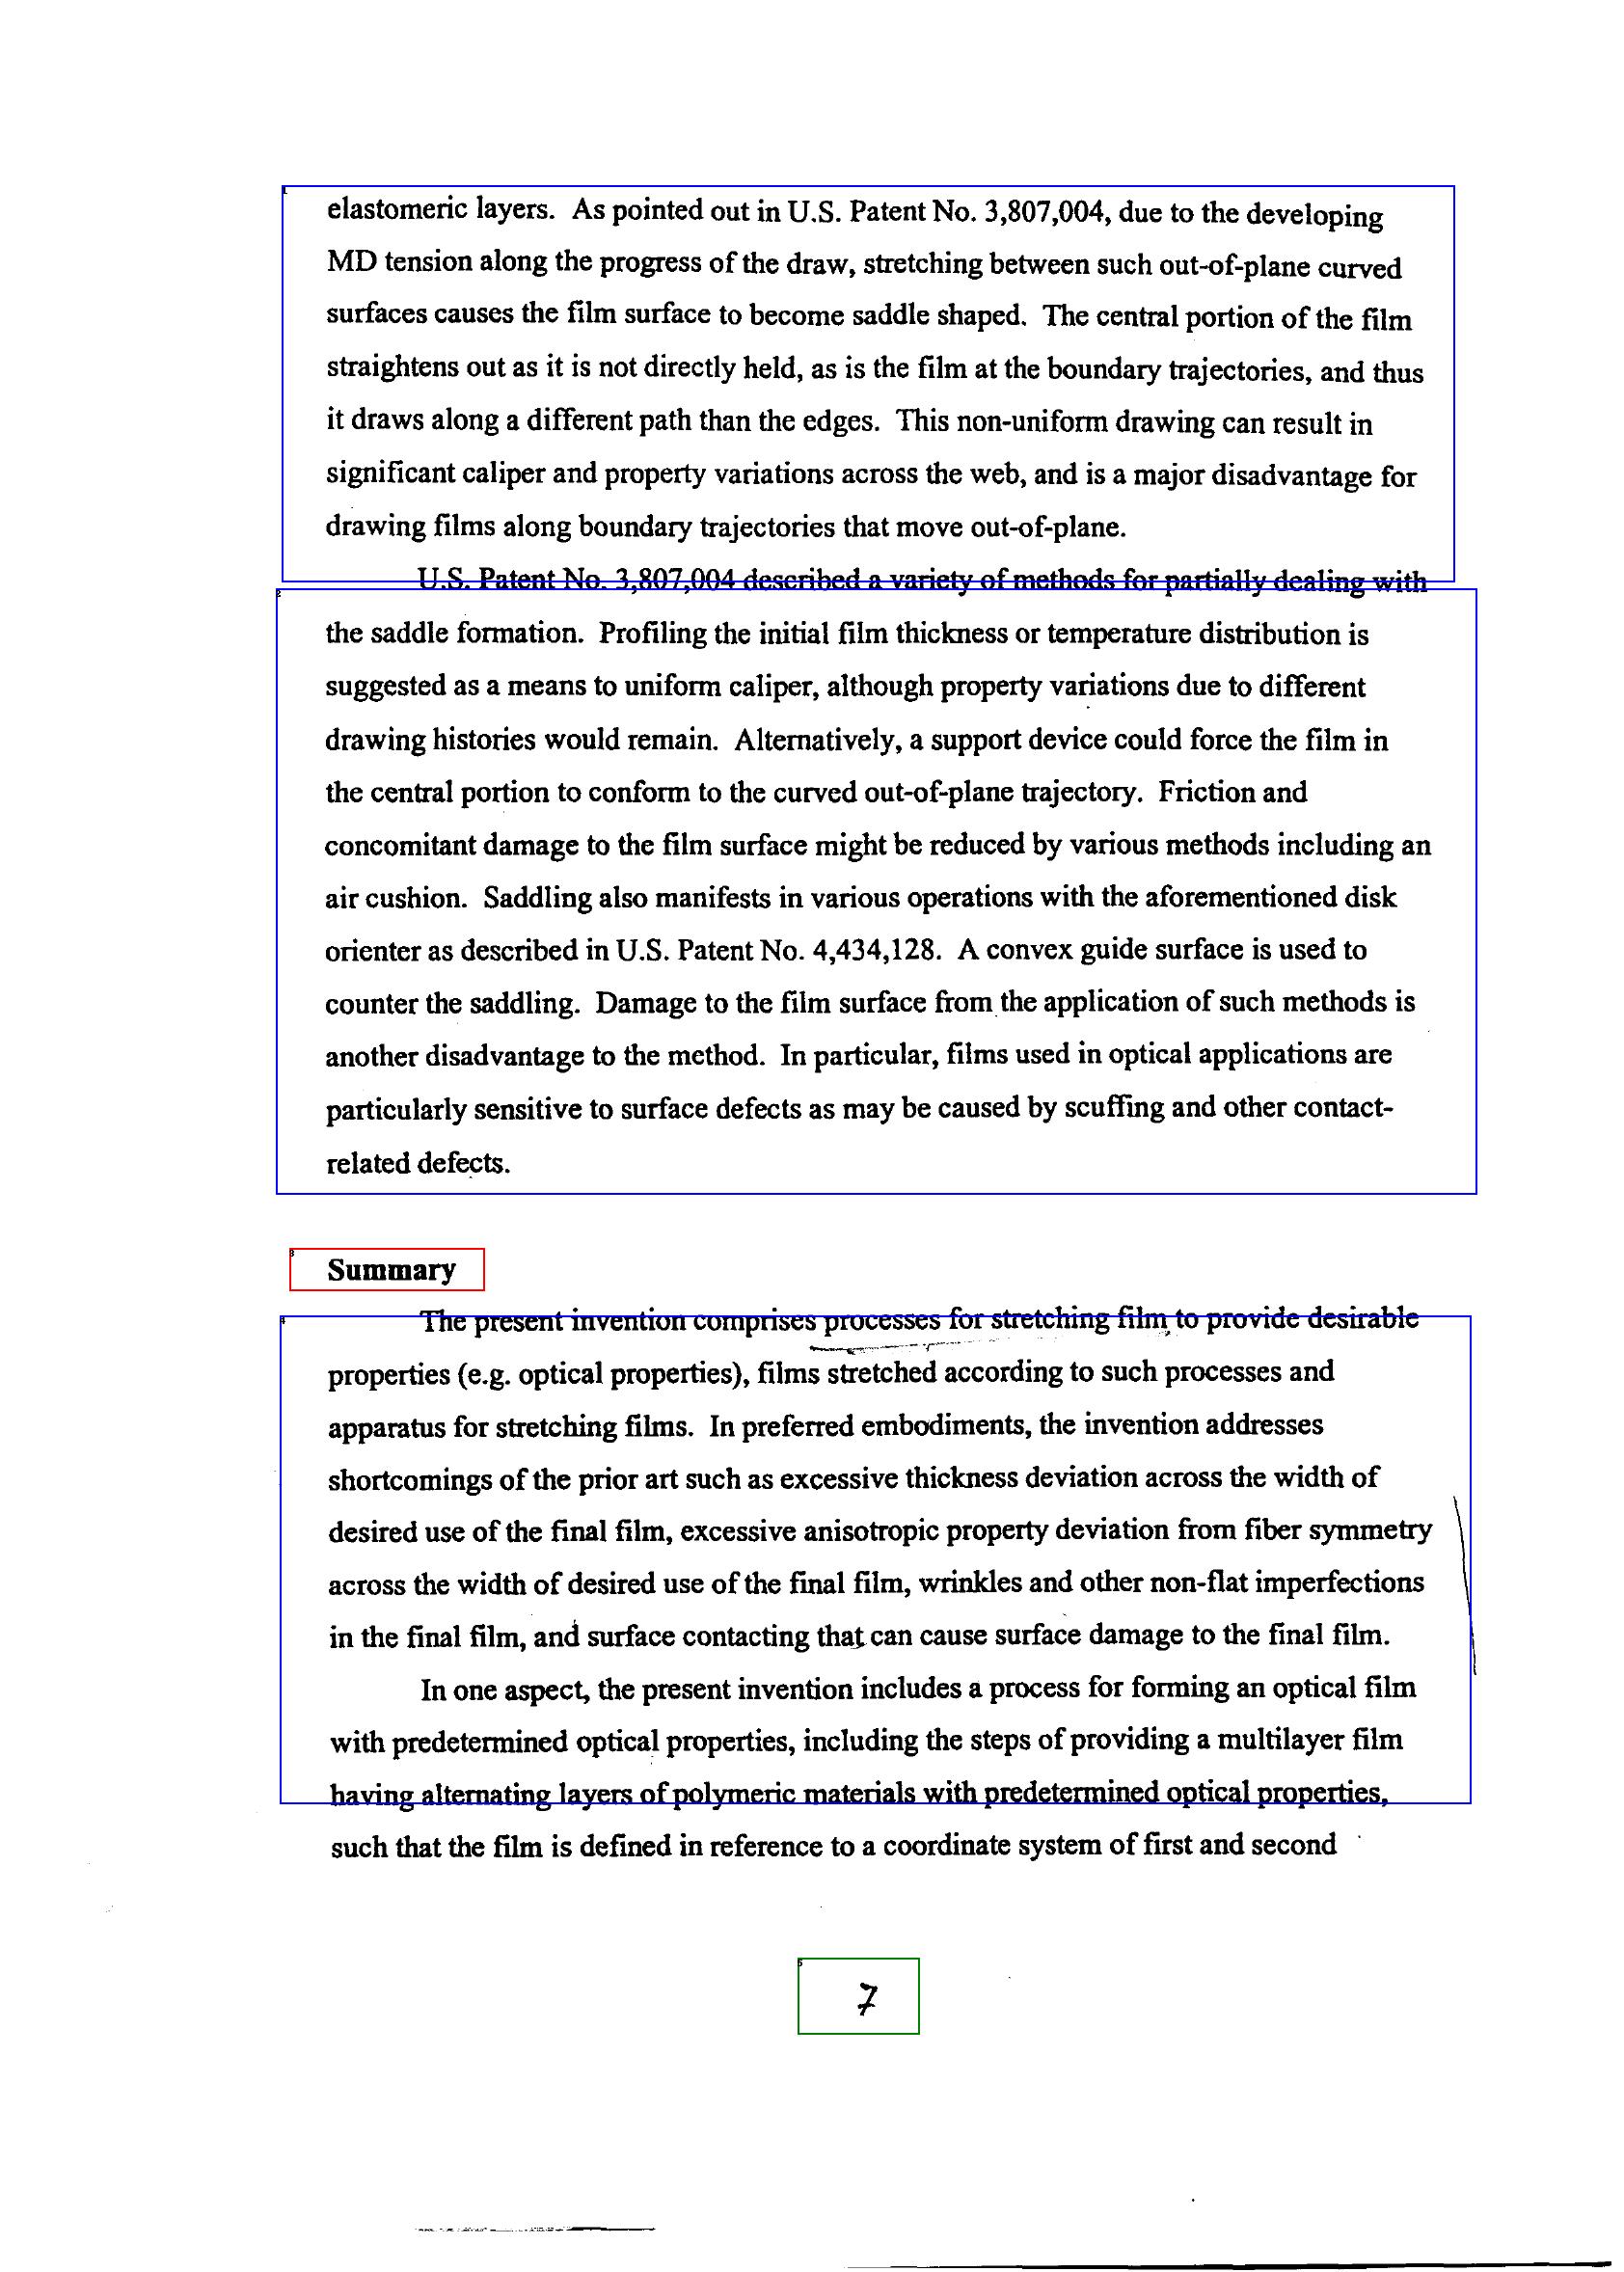 elastomeric layers. As pointed out in U.S. Patent No. 3,807,004, due to the developing
MD tension along the progress of the draw, stretching between such out-of-plane curved
surfaces causes the film surface to become saddle shaped. The central portion of the film
straightens out as it is not directly held, as is the film at the boundary trajectories, and thus
it draws along a different path than the edges. This non-uniform drawing can result in
significant caliper and property variations across the web, and is a major disadvantage for
drawing films along boundary trajectories that move out-of-plane.
U.S. Patent No. 3,807,004 described a variety of methods for partially dealing with
the saddle formation. Profiling the initial film thickness or temperature distribution is
suggested as a means to uniform caliper, although property variations due to different
drawing histories would remain. Alternatively, a support device could force the film in
the central portion to conform to the curved out-of-plane trajectory. Friction and
concomitant damage to the film surface might be reduced by various methods including an
air cushion. Saddling also manifests in various operations with the aforementioned disk
orienter as described in U.S. Patent No. 4,434,128. A convex guide surface is used to
counter the saddling. Damage to the film surface from the application of such methods is
another disadvantage to the method. In particular, films used in optical applications are
particularly sensitive to surface defects as may be caused by scuffing and other contact-
related defects.
Summary
The present invention comprises processes for stretching film to provide desirable
properties (e.g. optical properties), films stretched according to such processes and
apparatus for stretching films. In preferred embodiments, the invention addresses
shortcomings of the prior art such as excessive thickness deviation across the width of
desired use of the final film, excessive anisotropic property deviation from fiber symmetry
across the width of desired use of the final film, wrinkles and other non-flat imperfections
in the final film, and surface contacting that can cause surface damage to the final film.
In one aspect, the present invention includes a process for forming an optical film
with predetermined optical properties, including the steps of providing a multilayer film
having alternating layers of polymeric materials with predetermined optical properties,
such that the film is defined in reference to a coordinate system of first and second
7